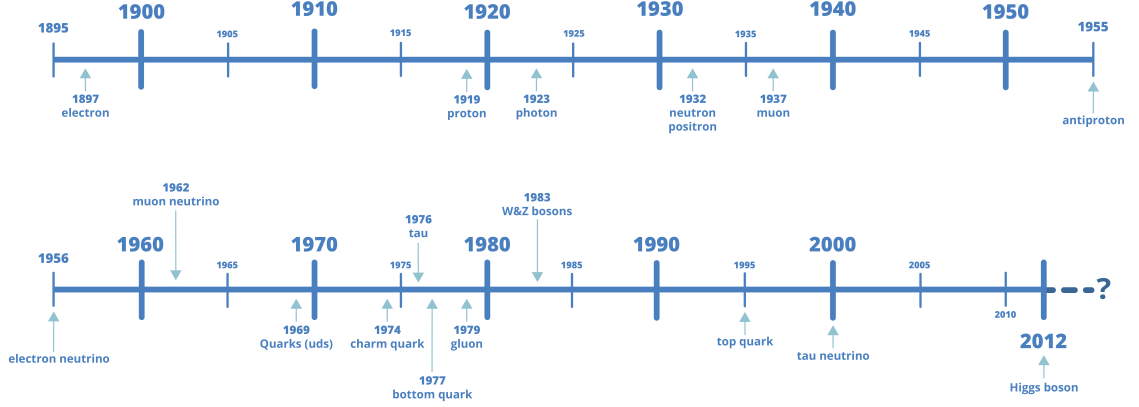 1895
1900
1905
1910
1915
1920
1925
1930
1935
1940
1945
1950
1955
1897
electron
1919
proton
1923
photon
1932
neutron
positron
1937
muon
antiproton
1962
muon neutrino
1976
tau
1983
W&Z bosons
1956
1960
1965
1970
1975
1980
1985
1990
1995
2000
2005
2010
2012
?
electron neutrino
1969
Quarks (uds)
1974
charm quark
1977
bottom quark
1979
gluon
top quark
tau neutrino
Higgs boson